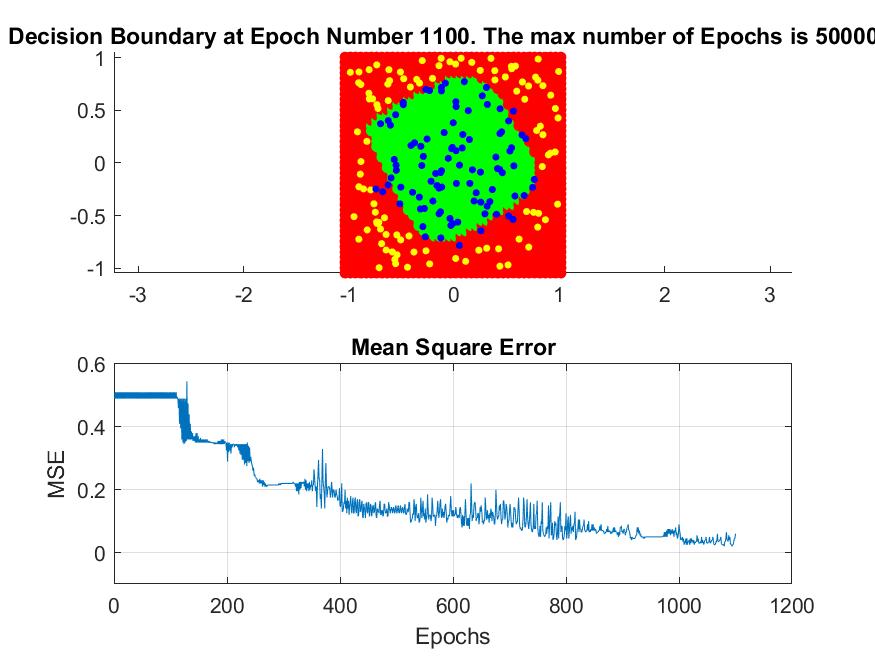 Decision Boundary at Epoch Number 1100. The max number of Epochs is 50000
1
0.5
0
-0.5
-1
-3 -2 -1 0 1 2 3
Mean Square Error
0.6
0.4
0.2
0
MSE
0 200 400 600 800 1000 1200
Epochs